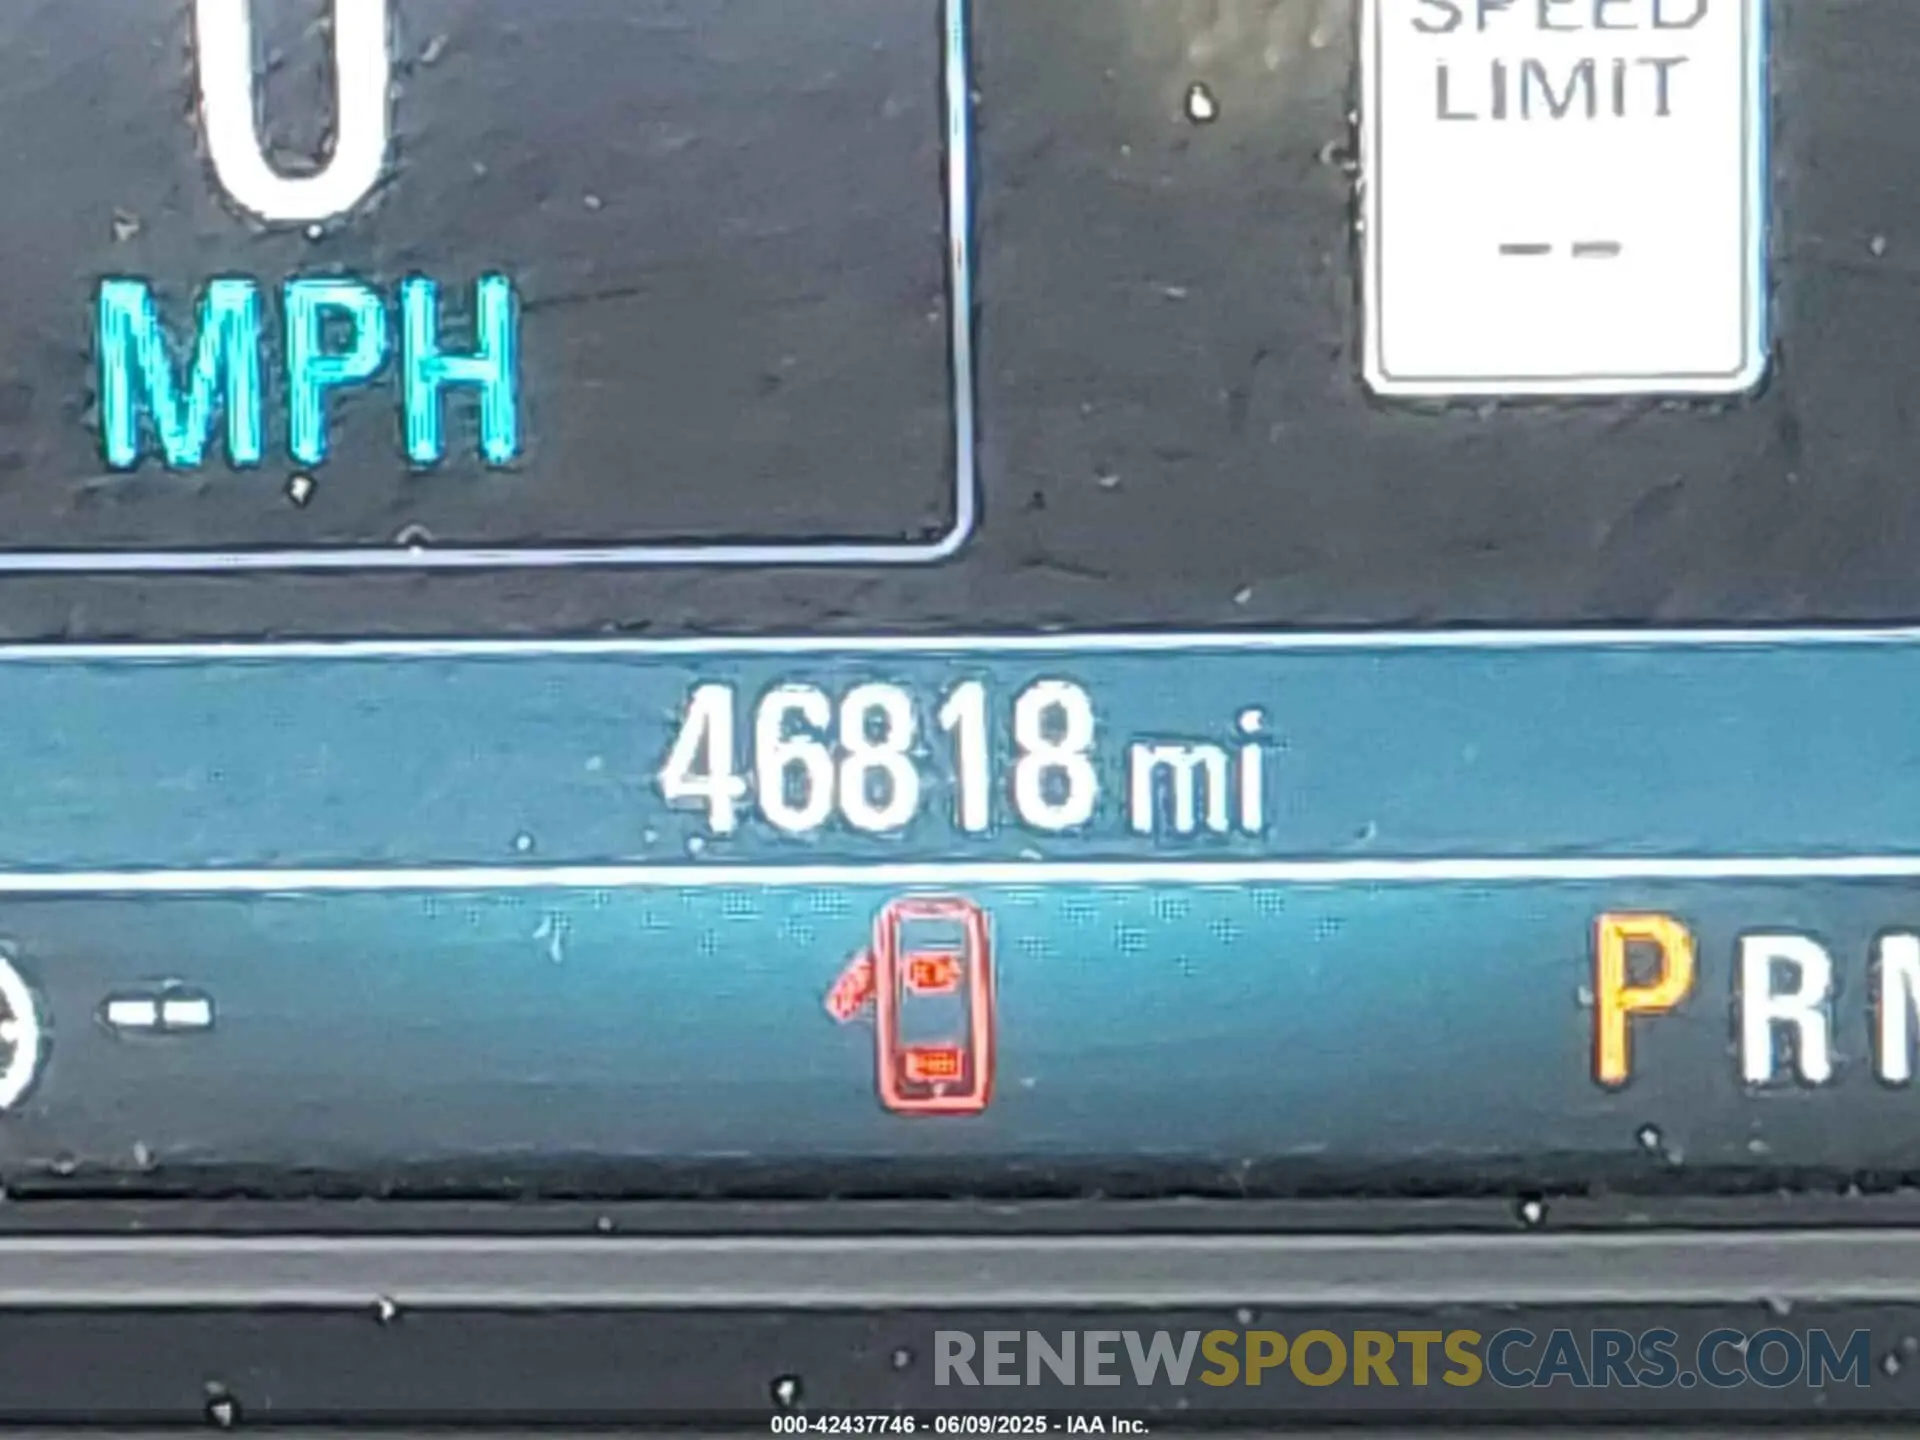 0
MPH
SPEED
LIMIT
--
46818 mi
--
P R N
RENEWSPORTSCARS.COM
000-42437746 - 06/09/2025 - IAA Inc.